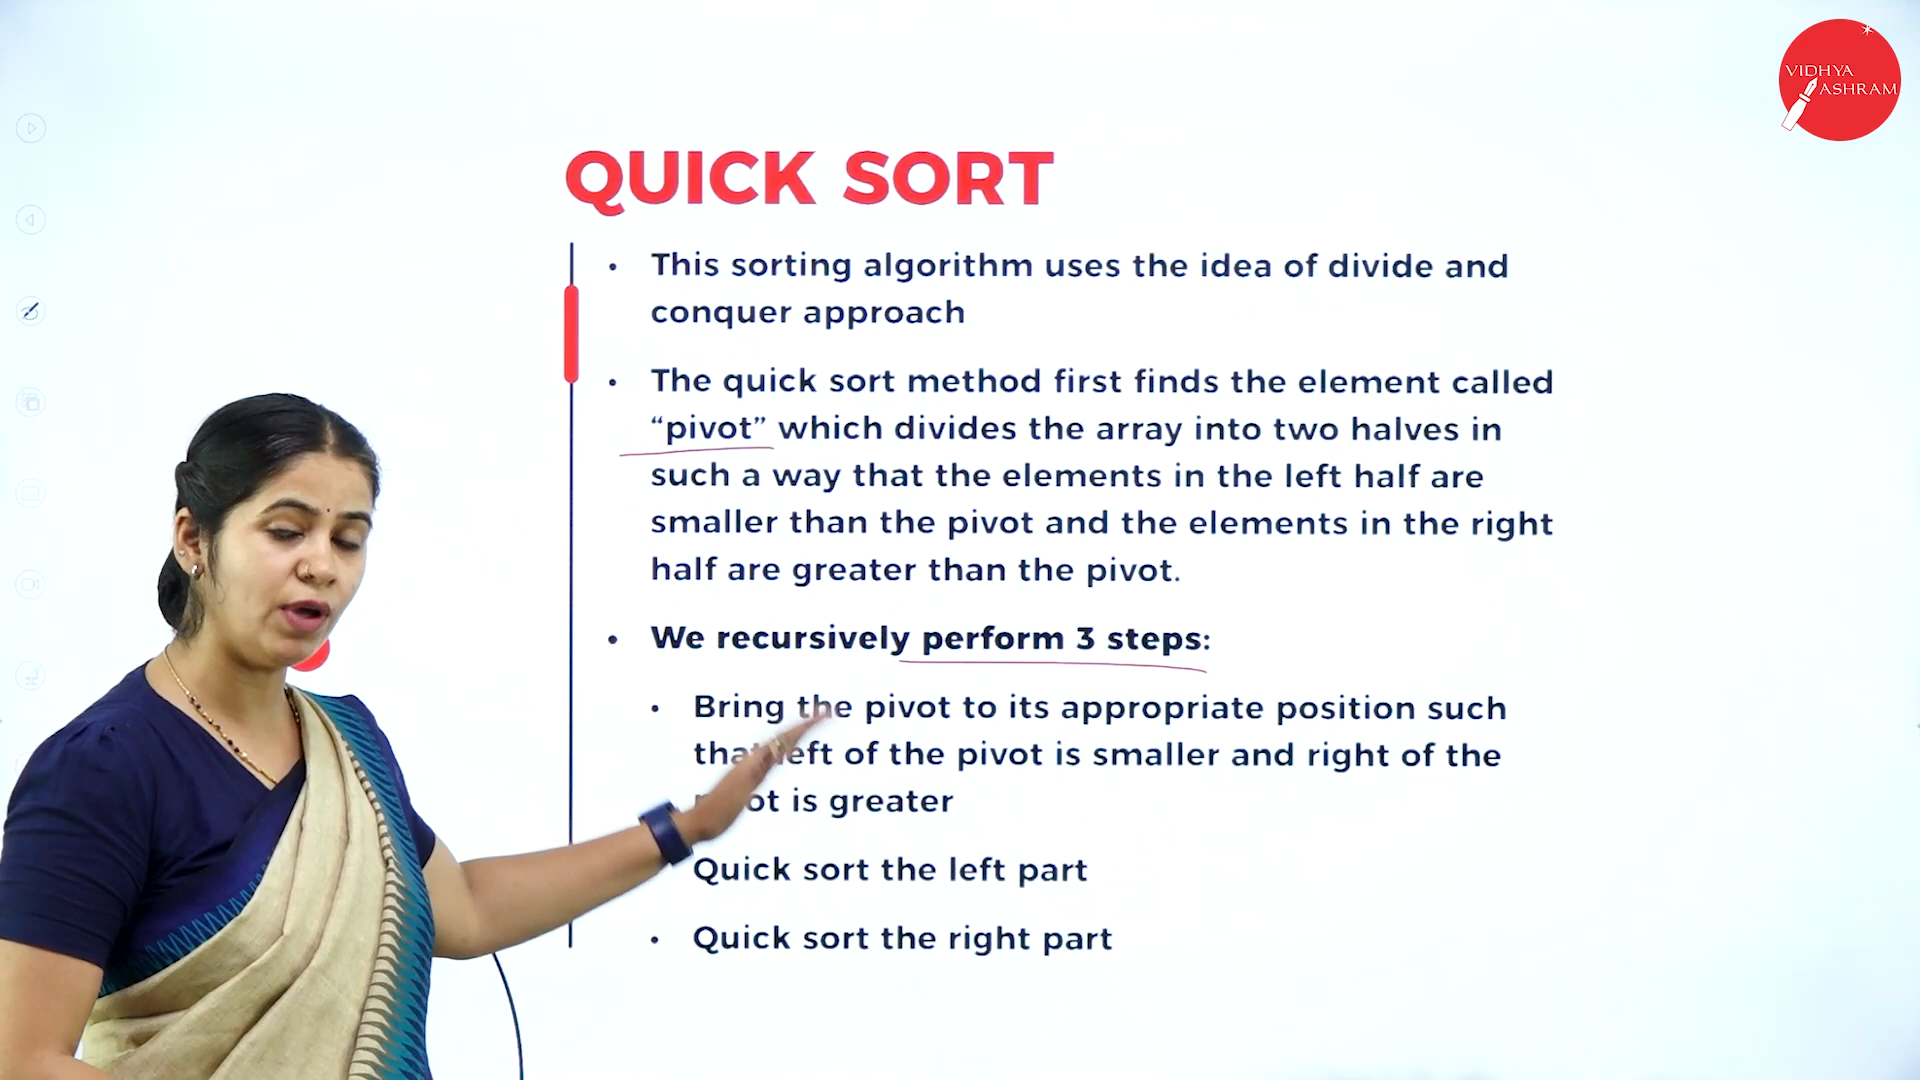 VIDHYA
ASHRAM
QUICK SORT
• This sorting algorithm uses the idea of divide and
conquer approach
• The quick sort method first finds the element called
“pivot” which divides the array into two halves in
such a way that the elements in the left half are
smaller than the pivot and the elements in the right
half are greater than the pivot.
• We recursively perform 3 steps:
• Bring the pivot to its appropriate position such
that left of the pivot is smaller and right of the
pivot is greater
Quick sort the left part
• Quick sort the right part